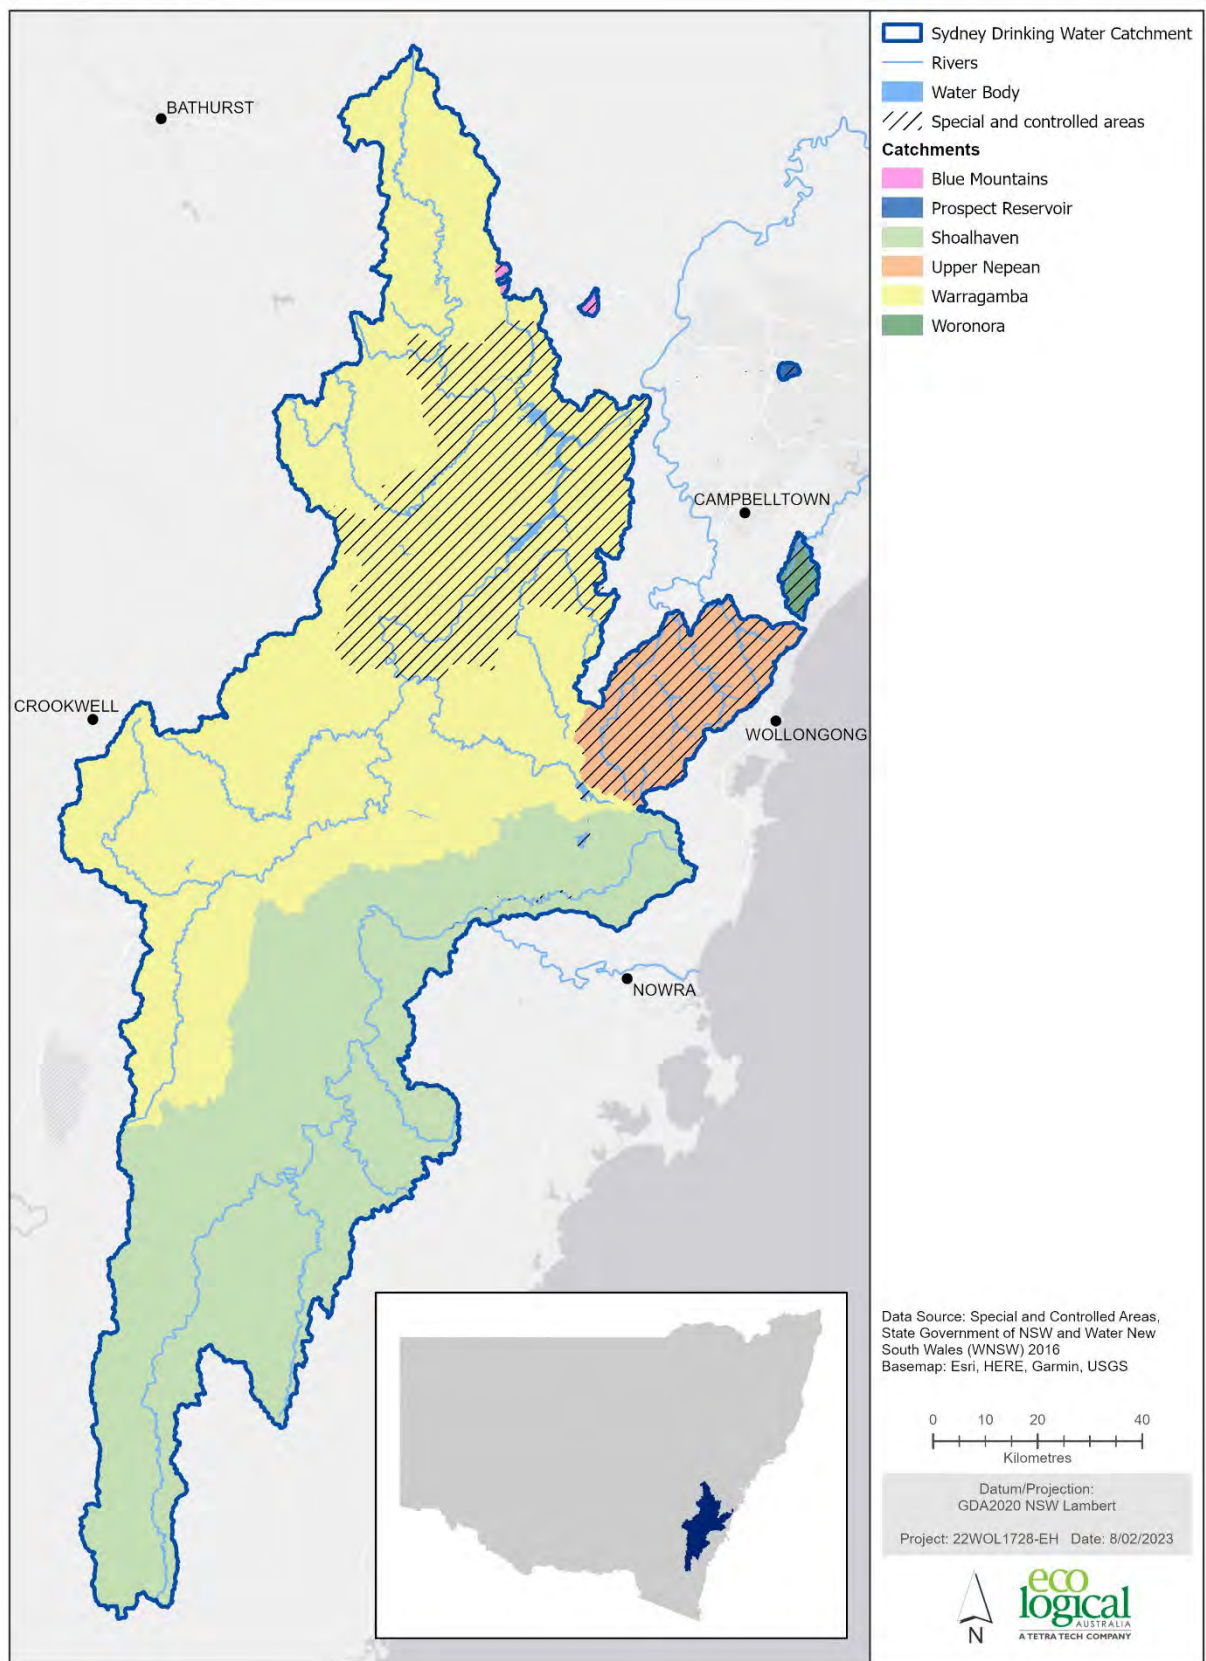 BATHURST
CAMPBELLTOWN
CROOKWELL
WOLLONGONG
NOWRA
Sydney Drinking Water Catchment
Rivers
Water Body
Special and controlled areas
Catchments
Blue Mountains
Prospect Reservoir
Shoalhaven
Upper Nepean
Warragamba
Woronora
Data Source: Special and Controlled Areas,
State Government of NSW and Water New
South Wales (WNSW) 2016
Basemap: Esri, HERE, Garmin, USGS
0 10 20 40
Kilometres
Datum/Projection:
GDA2020 NSW Lambert
Project: 22WOL1728-EH Date: 8/02/2023
N
eco
logical
AUSTRALIA
A TETRA TECH COMPANY